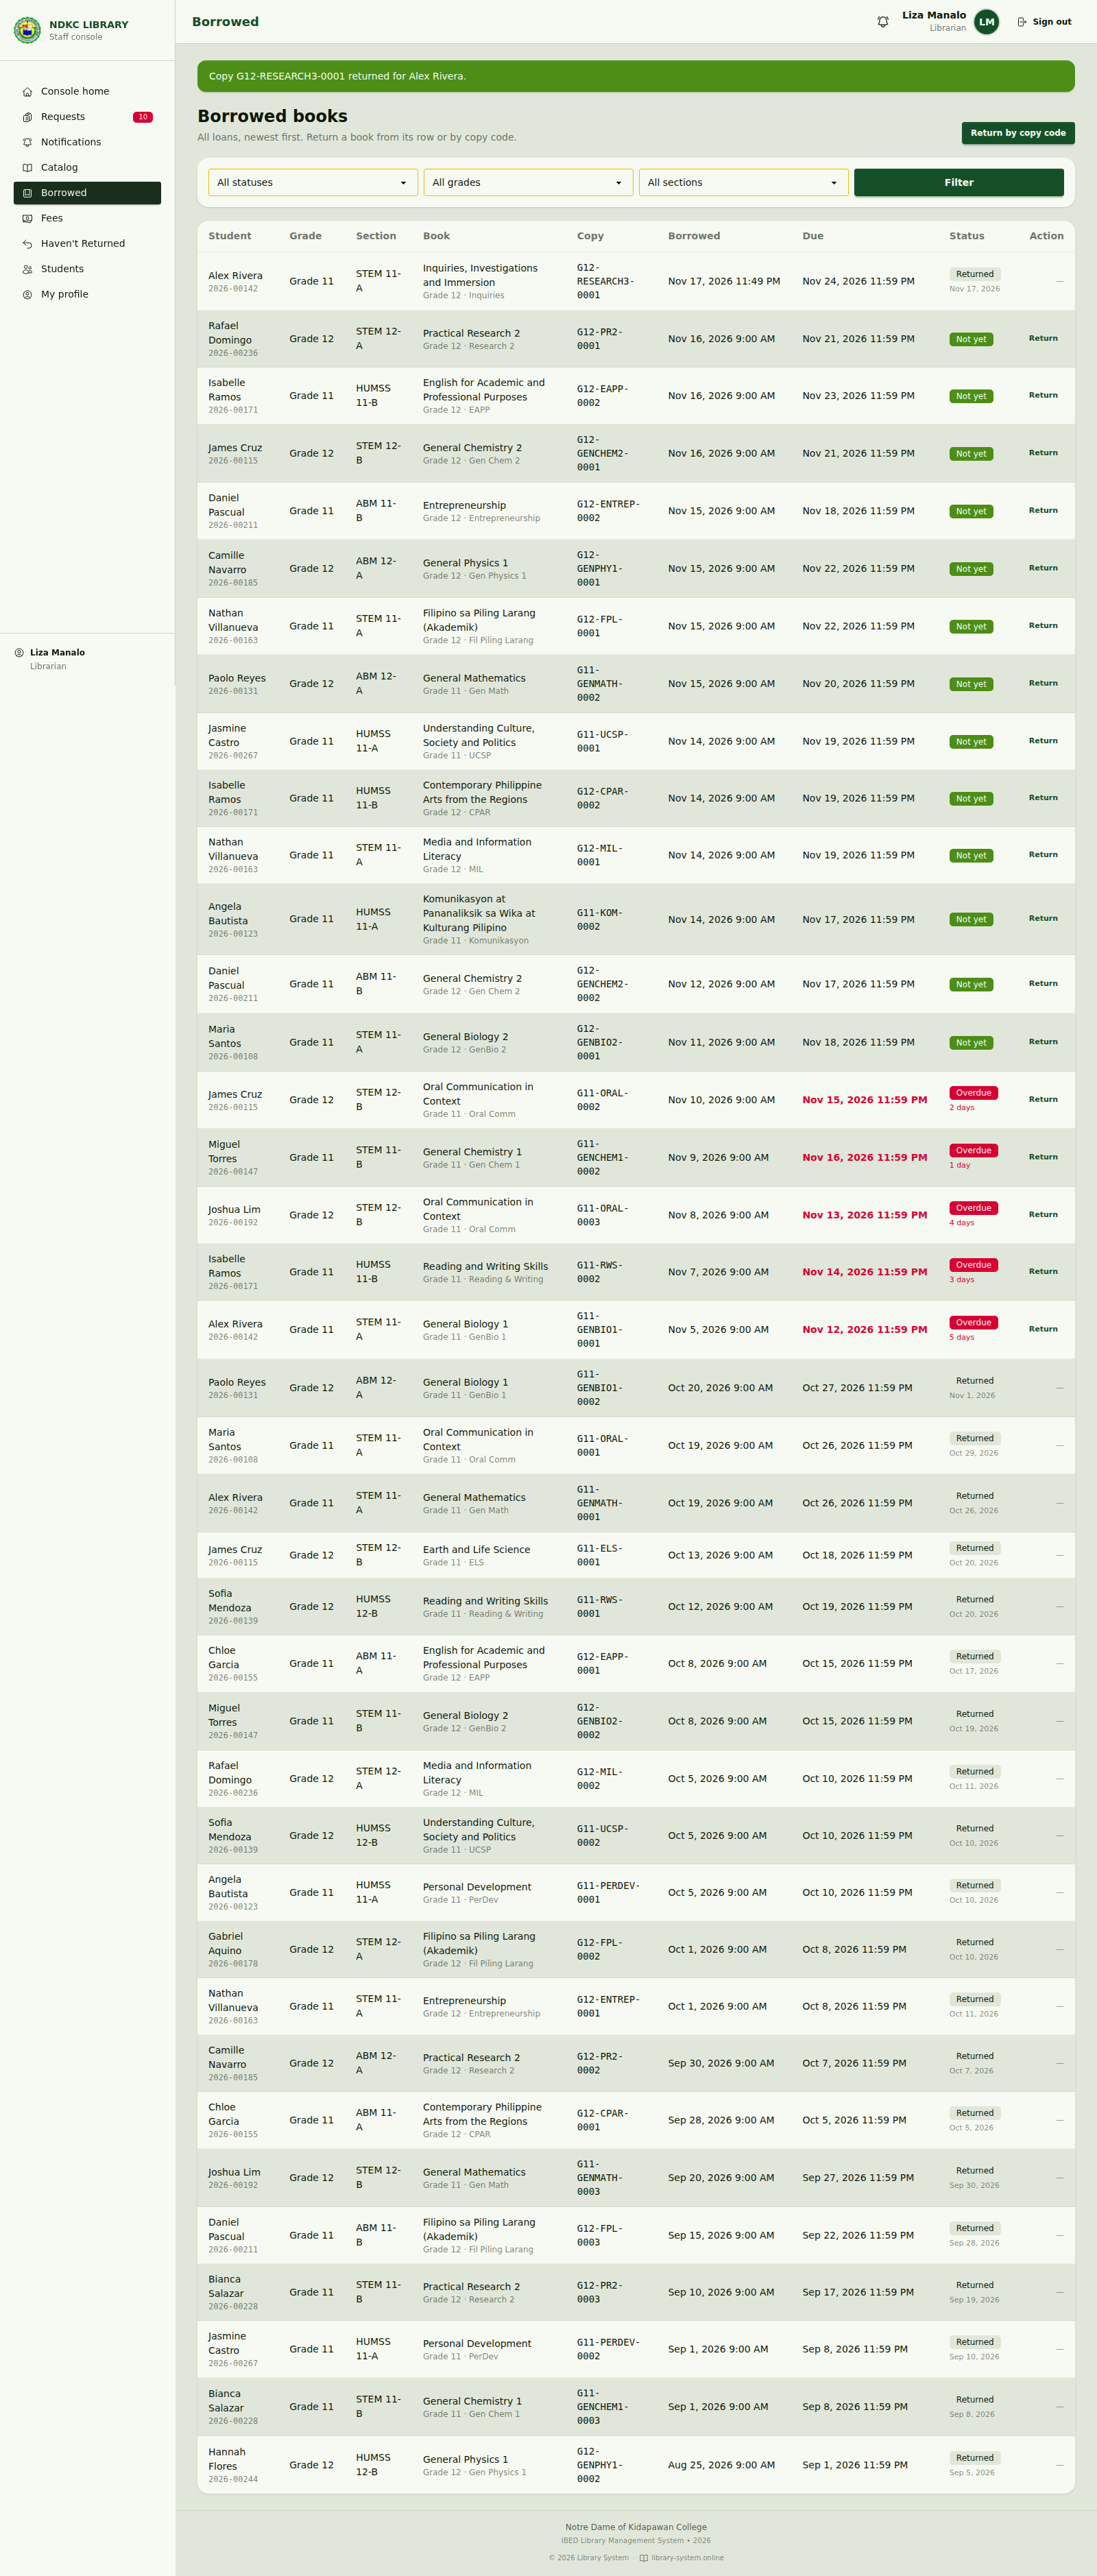 NDKC LIBRARY
Staff console
Console home
Requests 10
Notifications
Catalog
Borrowed
Fees
Haven't Returned
Students
My profile
Liza Manalo
Librarian
Borrowed
Liza Manalo
Librarian
LM
Sign out
Copy G12-RESEARCH3-0001 returned for Alex Rivera.
Borrowed books
All loans, newest first. Return a book from its row or by copy code.
Return by copy code
All statuses All grades All sections Filter
Student Grade Section Book Copy Borrowed Due Status Action
Alex Rivera 2026-00142 Grade 11 STEM 11-A Inquiries, Investigations and Immersion Grade 12 · Inquiries G12-RESEARCH3-0001 Nov 17, 2026 11:49 PM Nov 24, 2026 11:59 PM Returned Nov 17, 2026 —
Rafael Domingo 2026-00236 Grade 12 STEM 12-A Practical Research 2 Grade 12 · Research 2 G12-PR2-0001 Nov 16, 2026 9:00 AM Nov 21, 2026 11:59 PM Not yet Return
Isabelle Ramos 2026-00171 Grade 11 HUMSS 11-B English for Academic and Professional Purposes Grade 12 · EAPP G12-EAPP-0002 Nov 16, 2026 9:00 AM Nov 23, 2026 11:59 PM Not yet Return
James Cruz 2026-00115 Grade 12 STEM 12-B General Chemistry 2 Grade 12 · Gen Chem 2 G12-GENCHEM2-0001 Nov 16, 2026 9:00 AM Nov 21, 2026 11:59 PM Not yet Return
Daniel Pascual 2026-00211 Grade 11 ABM 11-B Entrepreneurship Grade 12 · Entrepreneurship G12-ENTREP-0002 Nov 15, 2026 9:00 AM Nov 18, 2026 11:59 PM Not yet Return
Camille Navarro 2026-00185 Grade 12 ABM 12-A General Physics 1 Grade 12 · Gen Physics 1 G12-GENPHY1-0001 Nov 15, 2026 9:00 AM Nov 22, 2026 11:59 PM Not yet Return
Nathan Villanueva 2026-00163 Grade 11 STEM 11-A Filipino sa Piling Larang (Akademik) Grade 12 · Fil Piling Larang G12-FPL-0001 Nov 15, 2026 9:00 AM Nov 22, 2026 11:59 PM Not yet Return
Paolo Reyes 2026-00131 Grade 12 ABM 12-A General Mathematics Grade 11 · Gen Math G11-GENMATH-0002 Nov 15, 2026 9:00 AM Nov 20, 2026 11:59 PM Not yet Return
Jasmine Castro 2026-00267 Grade 11 HUMSS 11-A Understanding Culture, Society and Politics Grade 11 · UCSP G11-UCSP-0001 Nov 14, 2026 9:00 AM Nov 19, 2026 11:59 PM Not yet Return
Isabelle Ramos 2026-00171 Grade 11 HUMSS 11-B Contemporary Philippine Arts from the Regions Grade 12 · CPAR G12-CPAR-0002 Nov 14, 2026 9:00 AM Nov 19, 2026 11:59 PM Not yet Return
Nathan Villanueva 2026-00163 Grade 11 STEM 11-A Media and Information Literacy Grade 12 · MIL G12-MIL-0001 Nov 14, 2026 9:00 AM Nov 19, 2026 11:59 PM Not yet Return
Angela Bautista 2026-00123 Grade 11 HUMSS 11-A Komunikasyon at Pananaliksik sa Wika at Kulturang Pilipino Grade 11 · Komunikasyon G11-KOM-0002 Nov 14, 2026 9:00 AM Nov 17, 2026 11:59 PM Not yet Return
Daniel Pascual 2026-00211 Grade 11 ABM 11-B General Chemistry 2 Grade 12 · Gen Chem 2 G12-GENCHEM2-0002 Nov 12, 2026 9:00 AM Nov 17, 2026 11:59 PM Not yet Return
Maria Santos 2026-00108 Grade 11 STEM 11-A General Biology 2 Grade 12 · GenBio 2 G12-GENBIO2-0001 Nov 11, 2026 9:00 AM Nov 18, 2026 11:59 PM Not yet Return
James Cruz 2026-00115 Grade 12 STEM 12-B Oral Communication in Context Grade 11 · Oral Comm G11-ORAL-0002 Nov 10, 2026 9:00 AM Nov 15, 2026 11:59 PM Overdue 2 days Return
Miguel Torres 2026-00147 Grade 11 STEM 11-B General Chemistry 1 Grade 11 · Gen Chem 1 G11-GENCHEM1-0002 Nov 9, 2026 9:00 AM Nov 16, 2026 11:59 PM Overdue 1 day Return
Joshua Lim 2026-00192 Grade 12 STEM 12-B Oral Communication in Context Grade 11 · Oral Comm G11-ORAL-0003 Nov 8, 2026 9:00 AM Nov 13, 2026 11:59 PM Overdue 4 days Return
Isabelle Ramos 2026-00171 Grade 11 HUMSS 11-B Reading and Writing Skills Grade 11 · Reading & Writing G11-RWS-0002 Nov 7, 2026 9:00 AM Nov 14, 2026 11:59 PM Overdue 3 days Return
Alex Rivera 2026-00142 Grade 11 STEM 11-A General Biology 1 Grade 11 · GenBio 1 G11-GENBIO1-0001 Nov 5, 2026 9:00 AM Nov 12, 2026 11:59 PM Overdue 5 days Return
Paolo Reyes 2026-00131 Grade 12 ABM 12-A General Biology 1 Grade 11 · GenBio 1 G11-GENBIO1-0002 Oct 20, 2026 9:00 AM Oct 27, 2026 11:59 PM Returned Nov 1, 2026 —
Maria Santos 2026-00108 Grade 11 STEM 11-A Oral Communication in Context Grade 11 · Oral Comm G11-ORAL-0001 Oct 19, 2026 9:00 AM Oct 26, 2026 11:59 PM Returned Oct 29, 2026 —
Alex Rivera 2026-00142 Grade 11 STEM 11-A General Mathematics Grade 11 · Gen Math G11-GENMATH-0001 Oct 19, 2026 9:00 AM Oct 26, 2026 11:59 PM Returned Oct 26, 2026 —
James Cruz 2026-00115 Grade 12 STEM 12-B Earth and Life Science Grade 11 · ELS G11-ELS-0001 Oct 13, 2026 9:00 AM Oct 18, 2026 11:59 PM Returned Oct 20, 2026 —
Sofia Mendoza 2026-00139 Grade 12 HUMSS 12-B Reading and Writing Skills Grade 11 · Reading & Writing G11-RWS-0001 Oct 12, 2026 9:00 AM Oct 19, 2026 11:59 PM Returned Oct 20, 2026 —
Chloe Garcia 2026-00155 Grade 11 ABM 11-A English for Academic and Professional Purposes Grade 12 · EAPP G12-EAPP-0001 Oct 8, 2026 9:00 AM Oct 15, 2026 11:59 PM Returned Oct 17, 2026 —
Miguel Torres 2026-00147 Grade 11 STEM 11-B General Biology 2 Grade 12 · GenBio 2 G12-GENBIO2-0002 Oct 8, 2026 9:00 AM Oct 15, 2026 11:59 PM Returned Oct 19, 2026 —
Rafael Domingo 2026-00236 Grade 12 STEM 12-A Media and Information Literacy Grade 12 · MIL G12-MIL-0002 Oct 5, 2026 9:00 AM Oct 10, 2026 11:59 PM Returned Oct 11, 2026 —
Sofia Mendoza 2026-00139 Grade 12 HUMSS 12-B Understanding Culture, Society and Politics Grade 11 · UCSP G11-UCSP-0002 Oct 5, 2026 9:00 AM Oct 10, 2026 11:59 PM Returned Oct 10, 2026 —
Angela Bautista 2026-00123 Grade 11 HUMSS 11-A Personal Development Grade 11 · PerDev G11-PERDEV-0001 Oct 5, 2026 9:00 AM Oct 10, 2026 11:59 PM Returned Oct 10, 2026 —
Gabriel Aquino 2026-00178 Grade 12 STEM 12-A Filipino sa Piling Larang (Akademik) Grade 12 · Fil Piling Larang G12-FPL-0002 Oct 1, 2026 9:00 AM Oct 8, 2026 11:59 PM Returned Oct 10, 2026 —
Nathan Villanueva 2026-00163 Grade 11 STEM 11-A Entrepreneurship Grade 12 · Entrepreneurship G12-ENTREP-0001 Oct 1, 2026 9:00 AM Oct 8, 2026 11:59 PM Returned Oct 11, 2026 —
Camille Navarro 2026-00185 Grade 12 ABM 12-A Practical Research 2 Grade 12 · Research 2 G12-PR2-0002 Sep 30, 2026 9:00 AM Oct 7, 2026 11:59 PM Returned Oct 7, 2026 —
Chloe Garcia 2026-00155 Grade 11 ABM 11-A Contemporary Philippine Arts from the Regions Grade 12 · CPAR G12-CPAR-0001 Sep 28, 2026 9:00 AM Oct 5, 2026 11:59 PM Returned Oct 5, 2026 —
Joshua Lim 2026-00192 Grade 12 STEM 12-B General Mathematics Grade 11 · Gen Math G11-GENMATH-0003 Sep 20, 2026 9:00 AM Sep 27, 2026 11:59 PM Returned Sep 30, 2026 —
Daniel Pascual 2026-00211 Grade 11 ABM 11-B Filipino sa Piling Larang (Akademik) Grade 12 · Fil Piling Larang G12-FPL-0003 Sep 15, 2026 9:00 AM Sep 22, 2026 11:59 PM Returned Sep 28, 2026 —
Bianca Salazar 2026-00228 Grade 11 STEM 11-B Practical Research 2 Grade 12 · Research 2 G12-PR2-0003 Sep 10, 2026 9:00 AM Sep 17, 2026 11:59 PM Returned Sep 19, 2026 —
Jasmine Castro 2026-00267 Grade 11 HUMSS 11-A Personal Development Grade 11 · PerDev G11-PERDEV-0002 Sep 1, 2026 9:00 AM Sep 8, 2026 11:59 PM Returned Sep 10, 2026 —
Bianca Salazar 2026-00228 Grade 11 STEM 11-B General Chemistry 1 Grade 11 · Gen Chem 1 G11-GENCHEM1-0003 Sep 1, 2026 9:00 AM Sep 8, 2026 11:59 PM Returned Sep 8, 2026 —
Hannah Flores 2026-00244 Grade 12 HUMSS 12-B General Physics 1 Grade 12 · Gen Physics 1 G12-GENPHY1-0002 Aug 25, 2026 9:00 AM Sep 1, 2026 11:59 PM Returned Sep 5, 2026 —
Notre Dame of Kidapawan College
IBED Library Management System • 2026
© 2026 Library System library-system.online